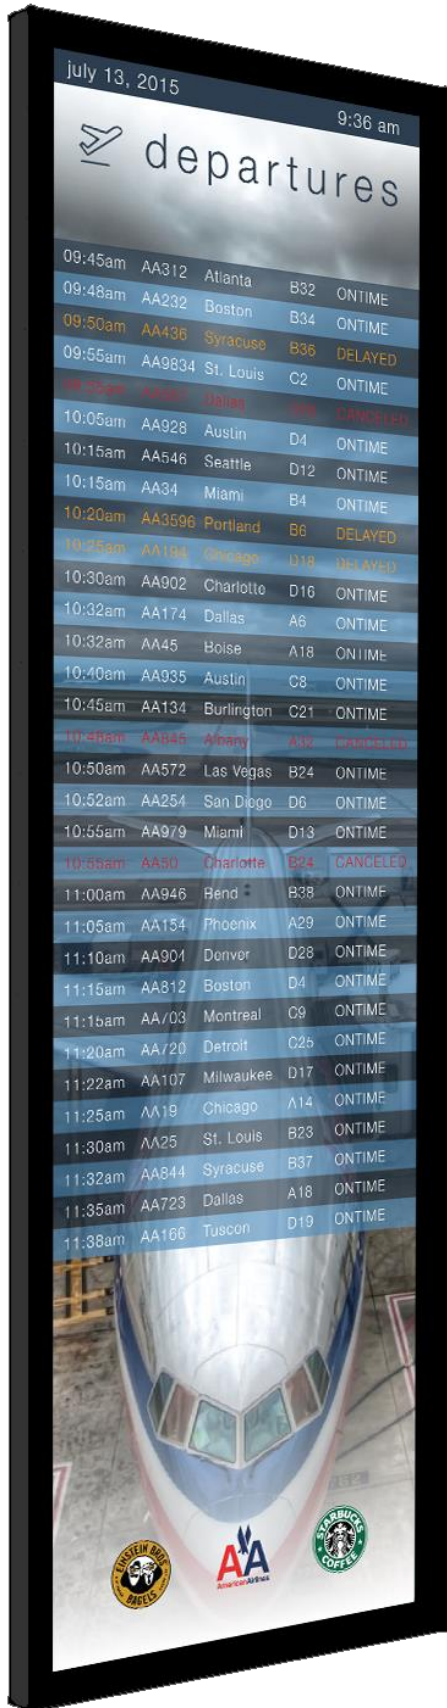 july 13, 2015 9:36 am
departures
09:45am AA312 Atlanta B32 ONTIME
09:48am AA232 Boston B34 ONTIME
09:50am AA436 Syracuse B36 DELAYED
09:55am AA9834 St. Louis C2 ONTIME
Dallas CANCELED
10:05am AA928 Austin D4 ONTIME
10:15am AA546 Seattle D12 ONTIME
10:15am AA34 Miami B4 ONTIME
10:20am AA3596 Portland B6 DELAYED
10:25am AA194 Chicago D18 DELAYED
10:30am AA902 Charlotte D16 ONTIME
10:32am AA174 Dallas A6 ONTIME
10:32am AA45 Boise A18 ONTIME
10:40am AA935 Austin C8 ONTIME
10:45am AA134 Burlington C21 ONTIME
10:48am AA845 Albany A32 CANCELED
10:50am AA572 Las Vegas B24 ONTIME
10:52am AA254 San Diego D6 ONTIME
10:55am AA979 Miami D13 ONTIME
10:55am AA50 Charlotte B24 CANCELED
11:00am AA946 Bend B38 ONTIME
11:05am AA154 Phoenix A29 ONTIME
11:10am AA904 Denver D28 ONTIME
11:15am AA812 Boston D4 ONTIME
11:15am AA703 Montreal C9 ONTIME
11:20am AA720 Detroit C25 ONTIME
11:22am AA107 Milwaukee D17 ONTIME
11:25am AA19 Chicago A14 ONTIME
11:30am AA25 St. Louis B23 ONTIME
11:32am AA844 Syracuse B37 ONTIME
11:35am AA723 Dallas A18 ONTIME
11:38am AA166 Tuscon D19 ONTIME
EINSTEIN BROS
BAGELS
AA
AmericanAirlines
STARBUCKS
COFFEE